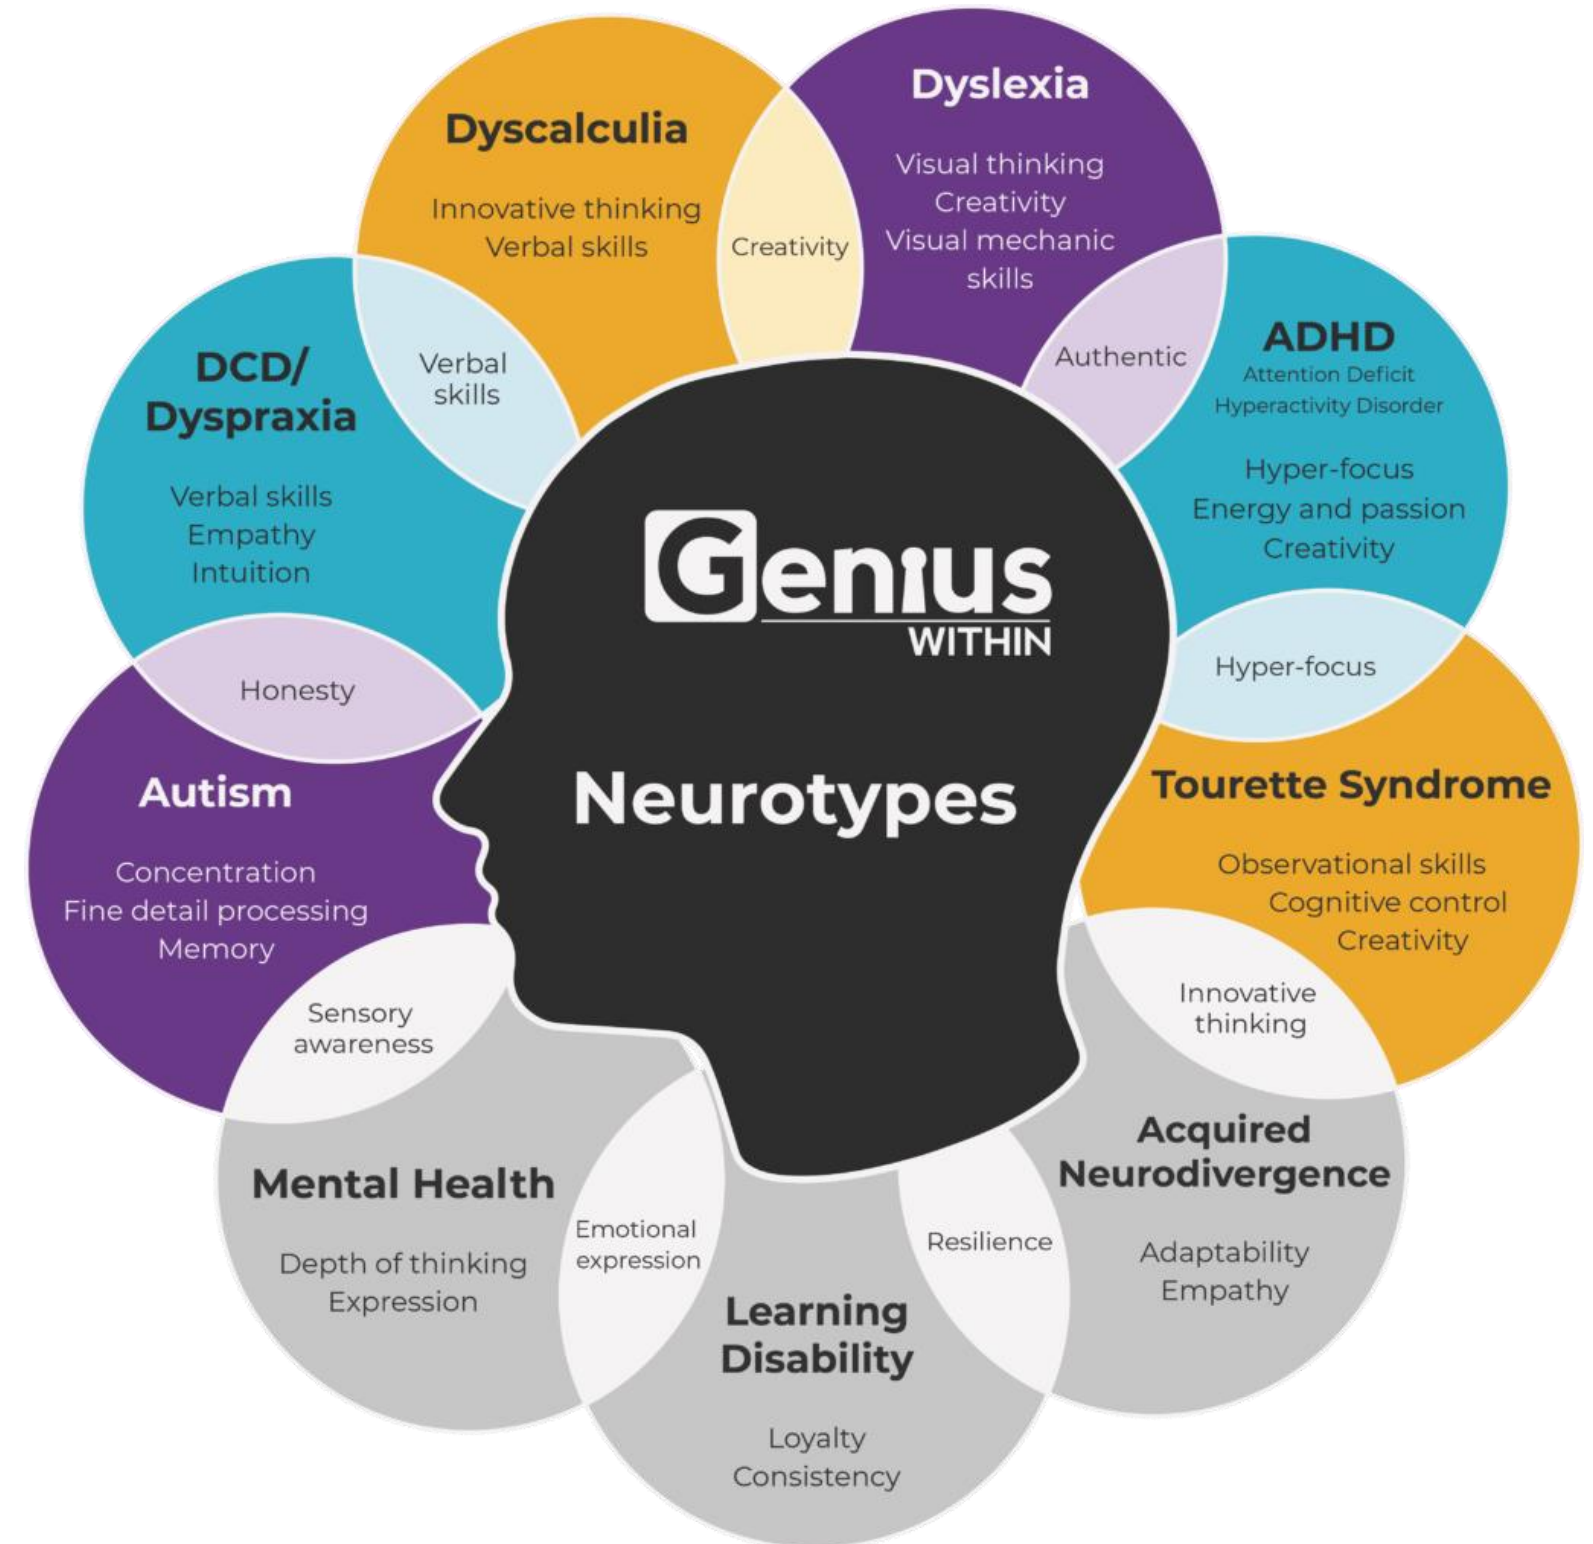 Dyslexia
Visual thinking
Creativity
Visual mechanic
skills
Authentic
ADHD
Attention Deficit
Hyperactivity Disorder
Hyper-focus
Energy and passion
Creativity
Hyper-focus
Tourette Syndrome
Observational skills
Cognitive control
Creativity
Innovative
thinking
Acquired
Neurodivergence
Adaptability
Empathy
Resilience
Learning
Disability
Loyalty
Consistency
Emotional
expression
Mental Health
Depth of thinking
Expression
Sensory
awareness
Autism
Concentration
Fine detail processing
Memory
Honesty
DCD/
Dyspraxia
Verbal skills
Empathy
Intuition
Verbal
skills
Dyscalculia
Innovative thinking
Verbal skills
Creativity
Genius
WITHIN
Neurotypes